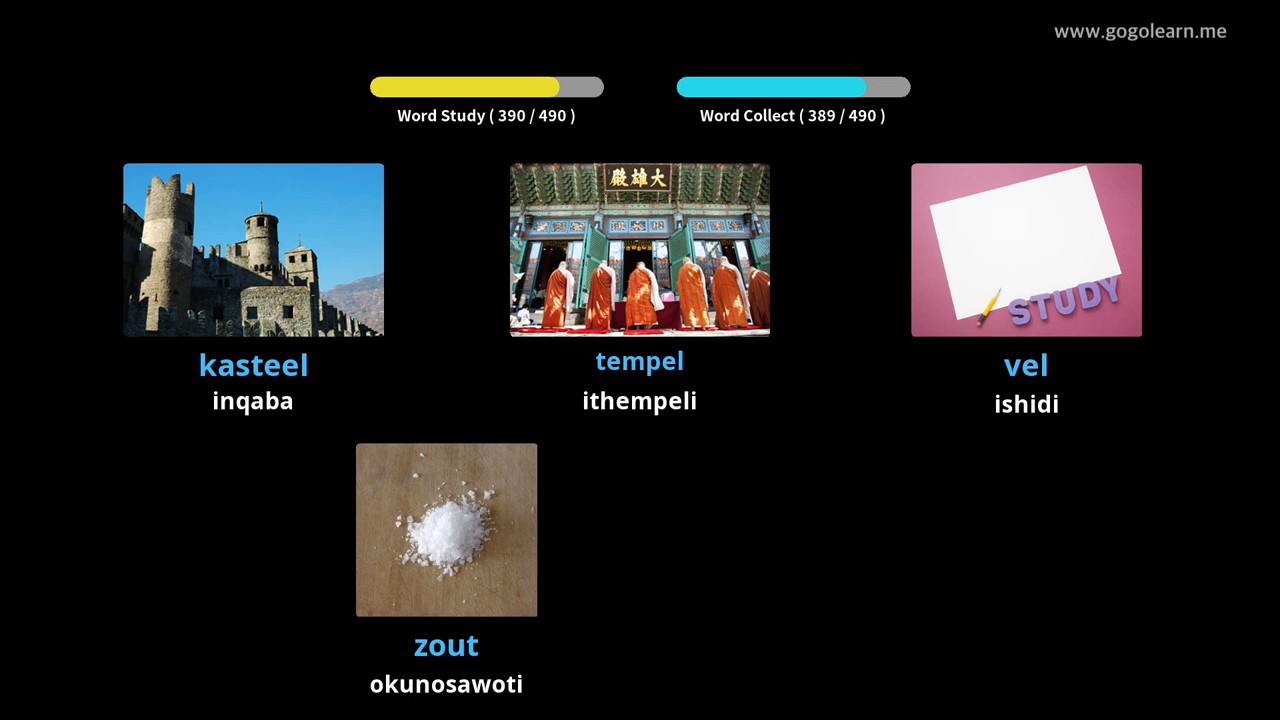 www.gogolearn.me
Word Study ( 390 / 490 )
Word Collect ( 389 / 490 )
大雄殿
STUDY
kasteel
tempel
vel
inqaba
ithempeli
ishidi
zout
okunosawoti